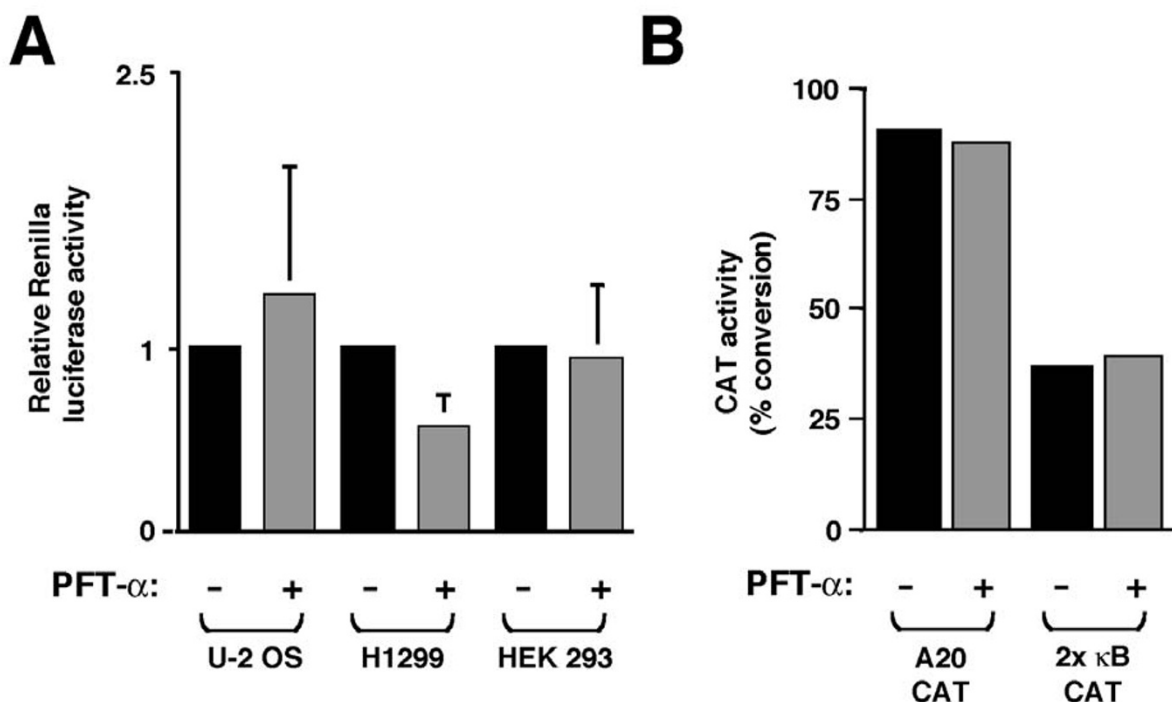 A
2.5
1
0
Relative Renilla
luciferase activity
PFT-α: - + - + - +
U-2 OS H1299 HEK 293
B
100
75
50
25
0
CAT activity
(% conversion)
PFT-α: - + - +
A20 2x κB
CAT CAT